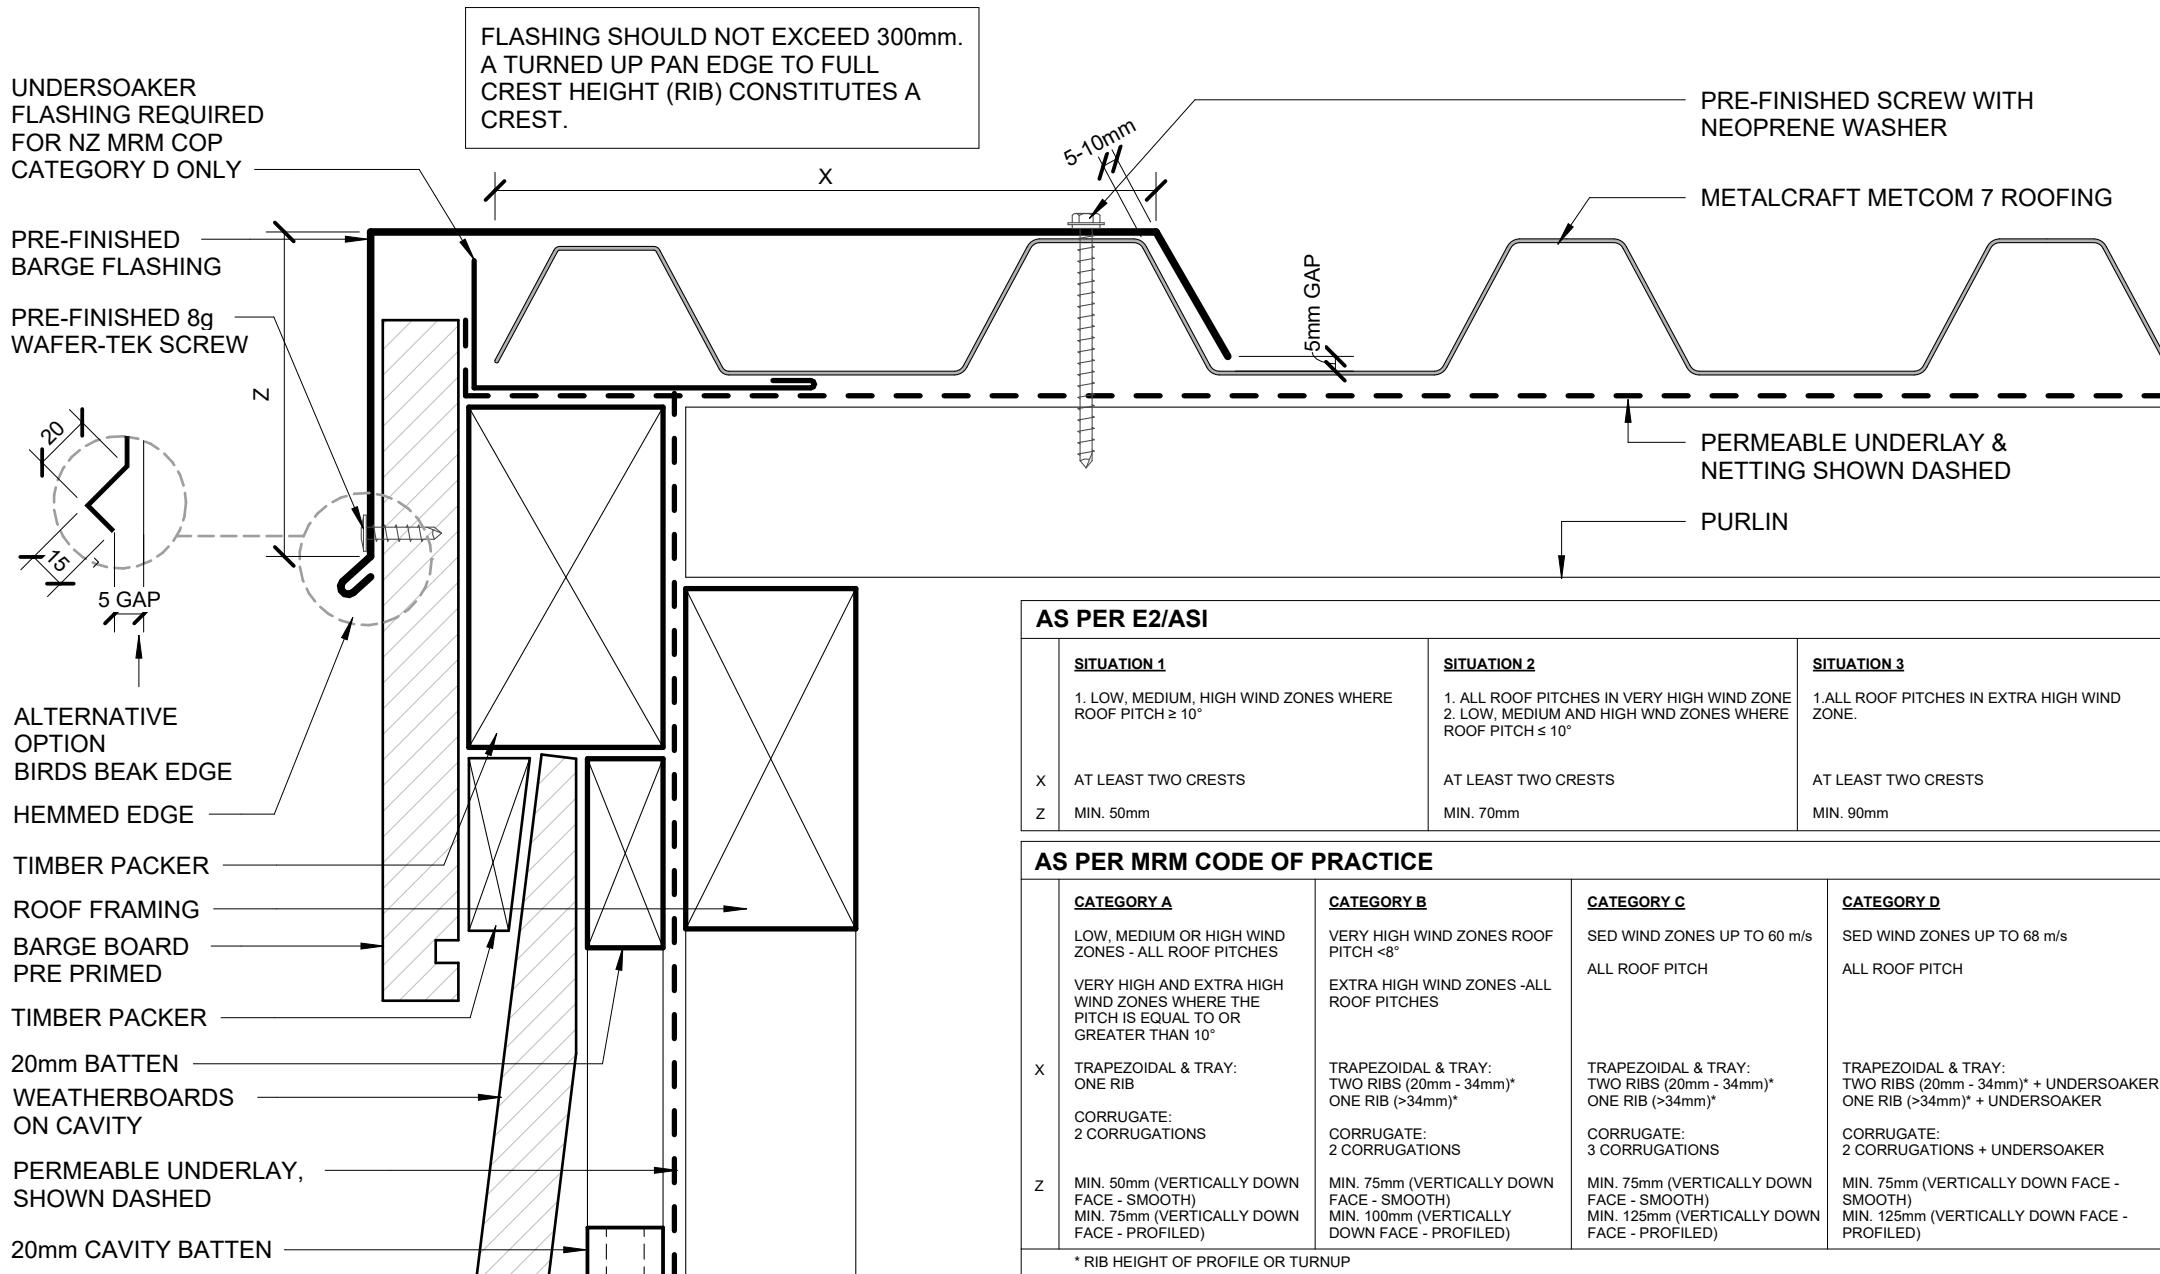 FLASHING SHOULD NOT EXCEED 300mm.
A TURNED UP PAN EDGE TO FULL
CREST HEIGHT (RIB) CONSTITUTES A
CREST.
UNDERSOAKER
FLASHING REQUIRED
FOR NZ MRM COP
CATEGORY D ONLY
PRE-FINISHED
BARGE FLASHING
PRE-FINISHED 8g
WAFER-TEK SCREW
X
5-10mm
5mm GAP
Z
20
15
5 GAP
PRE-FINISHED SCREW WITH
NEOPRENE WASHER
METALCRAFT METCOM 7 ROOFING
PERMEABLE UNDERLAY &
NETTING SHOWN DASHED
PURLIN
ALTERNATIVE
OPTION
BIRDS BEAK EDGE
HEMMED EDGE
TIMBER PACKER
ROOF FRAMING
BARGE BOARD
PRE PRIMED
TIMBER PACKER
20mm BATTEN
WEATHERBOARDS
ON CAVITY
PERMEABLE UNDERLAY,
SHOWN DASHED
20mm CAVITY BATTEN
AS PER E2/ASI
SITUATION 1
1. LOW, MEDIUM, HIGH WIND ZONES WHERE
ROOF PITCH ≥ 10°
SITUATION 2
1. ALL ROOF PITCHES IN VERY HIGH WIND ZONE
2. LOW, MEDIUM AND HIGH WND ZONES WHERE
ROOF PITCH ≤ 10°
SITUATION 3
1.ALL ROOF PITCHES IN EXTRA HIGH WIND
ZONE.
X AT LEAST TWO CRESTS AT LEAST TWO CRESTS AT LEAST TWO CRESTS
Z MIN. 50mm MIN. 70mm MIN. 90mm
AS PER MRM CODE OF PRACTICE
CATEGORY A
LOW, MEDIUM OR HIGH WIND
ZONES - ALL ROOF PITCHES
VERY HIGH AND EXTRA HIGH
WIND ZONES WHERE THE
PITCH IS EQUAL TO OR
GREATER THAN 10°
CATEGORY B
VERY HIGH WIND ZONES ROOF
PITCH <8°
EXTRA HIGH WIND ZONES -ALL
ROOF PITCHES
CATEGORY C
SED WIND ZONES UP TO 60 m/s
ALL ROOF PITCH
CATEGORY D
SED WIND ZONES UP TO 68 m/s
ALL ROOF PITCH
X
TRAPEZOIDAL & TRAY:
ONE RIB
CORRUGATE:
2 CORRUGATIONS
TRAPEZOIDAL & TRAY:
TWO RIBS (20mm - 34mm)*
ONE RIB (>34mm)*
CORRUGATE:
2 CORRUGATIONS
TRAPEZOIDAL & TRAY:
TWO RIBS (20mm - 34mm)*
ONE RIB (>34mm)*
CORRUGATE:
3 CORRUGATIONS
TRAPEZOIDAL & TRAY:
TWO RIBS (20mm - 34mm)* + UNDERSOAKER
ONE RIB (>34mm)* + UNDERSOAKER
CORRUGATE:
2 CORRUGATIONS + UNDERSOAKER
Z
MIN. 50mm (VERTICALLY DOWN
FACE - SMOOTH)
MIN. 75mm (VERTICALLY DOWN
FACE - PROFILED)
MIN. 75mm (VERTICALLY DOWN
FACE - SMOOTH)
MIN. 100mm (VERTICALLY
DOWN FACE - PROFILED)
MIN. 75mm (VERTICALLY DOWN
FACE - SMOOTH)
MIN. 125mm (VERTICALLY DOWN
FACE - PROFILED)
MIN. 75mm (VERTICALLY DOWN FACE -
SMOOTH)
MIN. 125mm (VERTICALLY DOWN FACE -
PROFILED)
* RIB HEIGHT OF PROFILE OR TURNUP